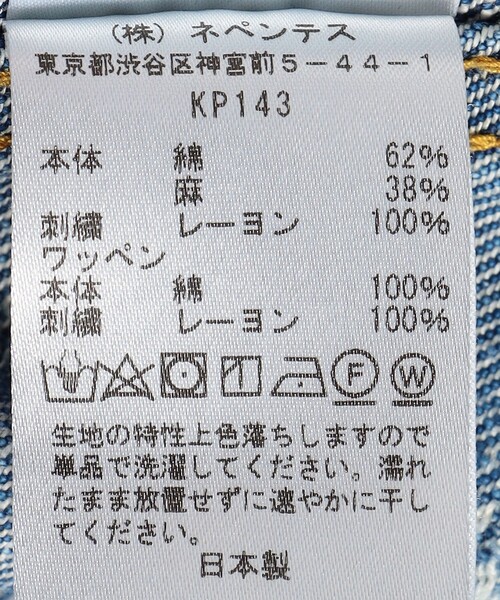 (株)ネペンテス
東京都渋谷区神宮前5-44-1
KP143
本体 綿 62%
麻 38%
刺繍 レーヨン 100%
ワッペン
本体 綿 100%
刺繍 レーヨン 100%
F W
生地の特性上色落ちしますので
単品で洗濯してください。濡れ
たまま放置せずに速やかに干し
てください。
日本製